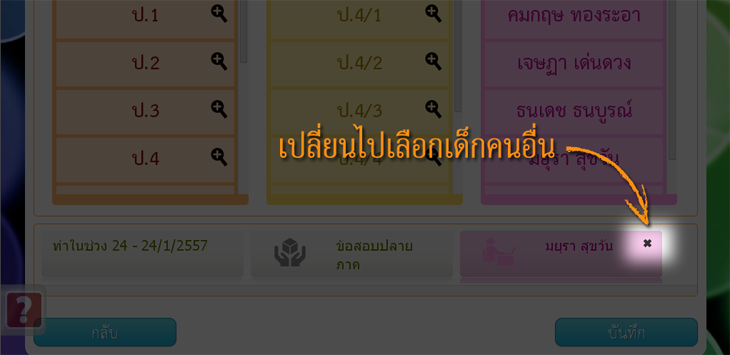 ป.1
ป.4/1
คมกฤษ ทองระอา
ป.2
ป.4/2
เจษฎา เด่นดวง
ป.3
ป.4/3
ธนเดช ธนบูรณ์
เปลี่ยนไปเลือกเด็กคนอื่น
ป.4
ป.4/4
มยุรา สุขวัน
ทำในช่วง 24 - 24/1/2557
ข้อสอบปลาย
ภาค
มยุรา สุขวัน
?
กลับ
บันทึก